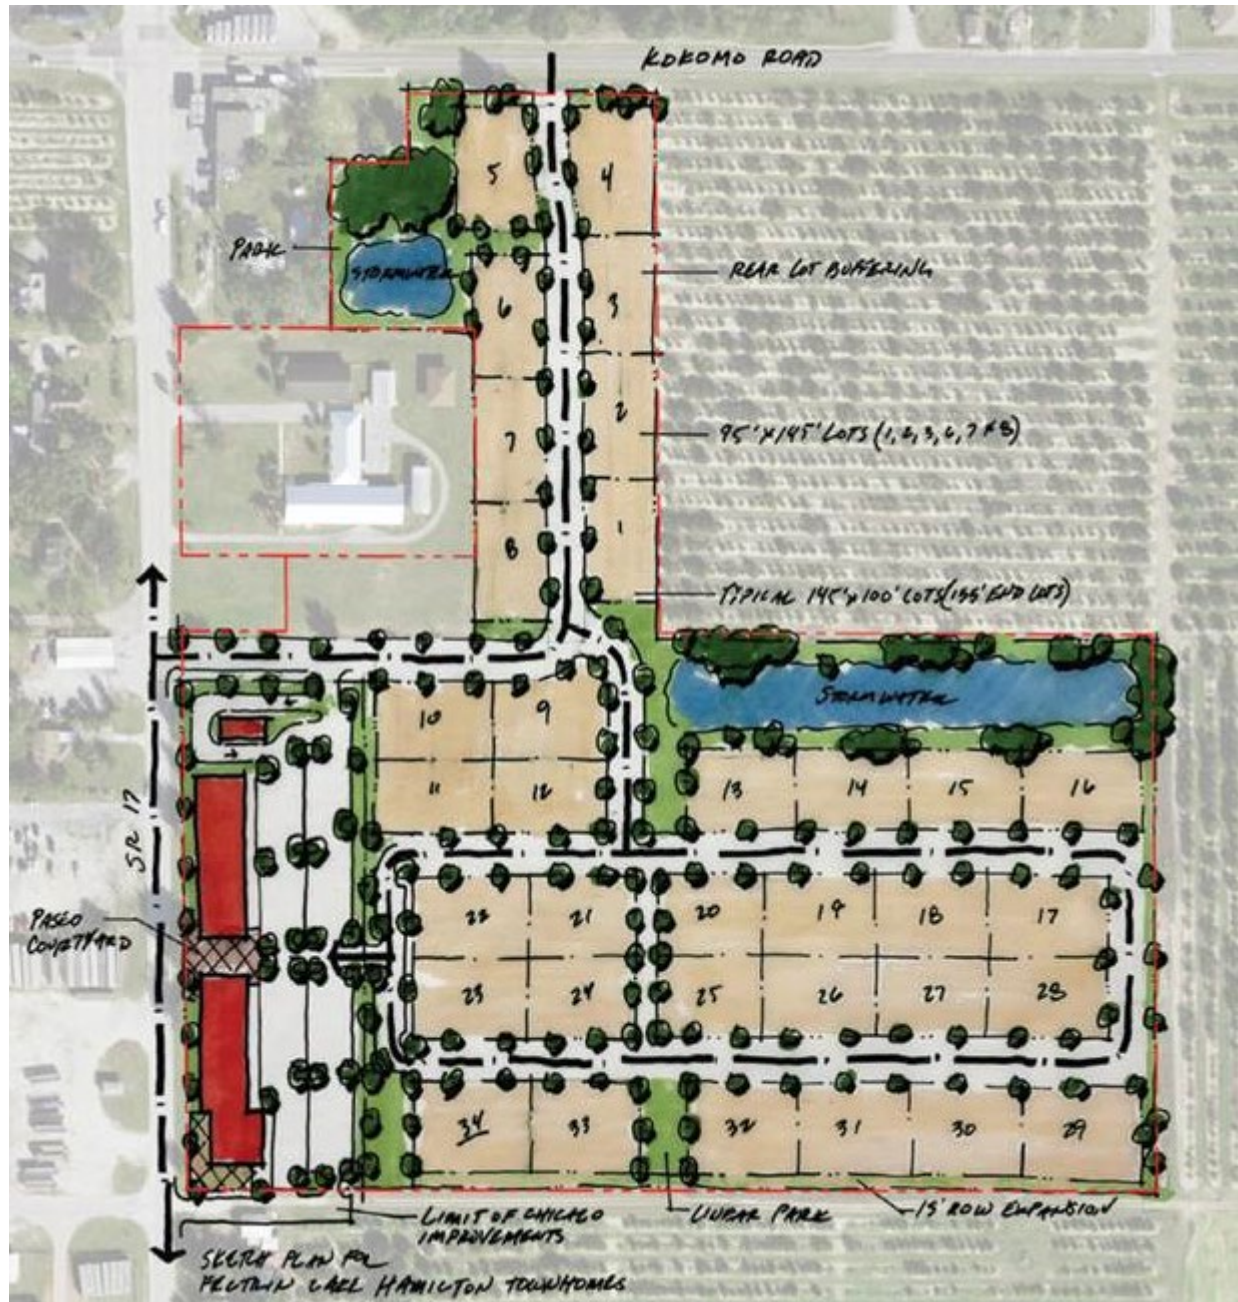 KOKOMO ROAD
5
4
PARK
STORMWATER
REAR LOT BUFFERING
6
3
2
95'X145' LOTS (1,2,3,6,7 & 8)
7
1
8
TYPICAL 145'X100' LOTS (155' END LOTS)
STORMWATER
10
9
11
12
13
14
15
16
SR 17
PASEO
COURTYARD
22
21
20
19
18
17
23
24
25
26
27
28
34
33
32
31
30
29
LIMIT OF CHICAGO
IMPROVEMENTS
LINEAR PARK
15' ROW EXPANSION
SKETCH PLAN FOR
HAMILTON TOWNHOMES